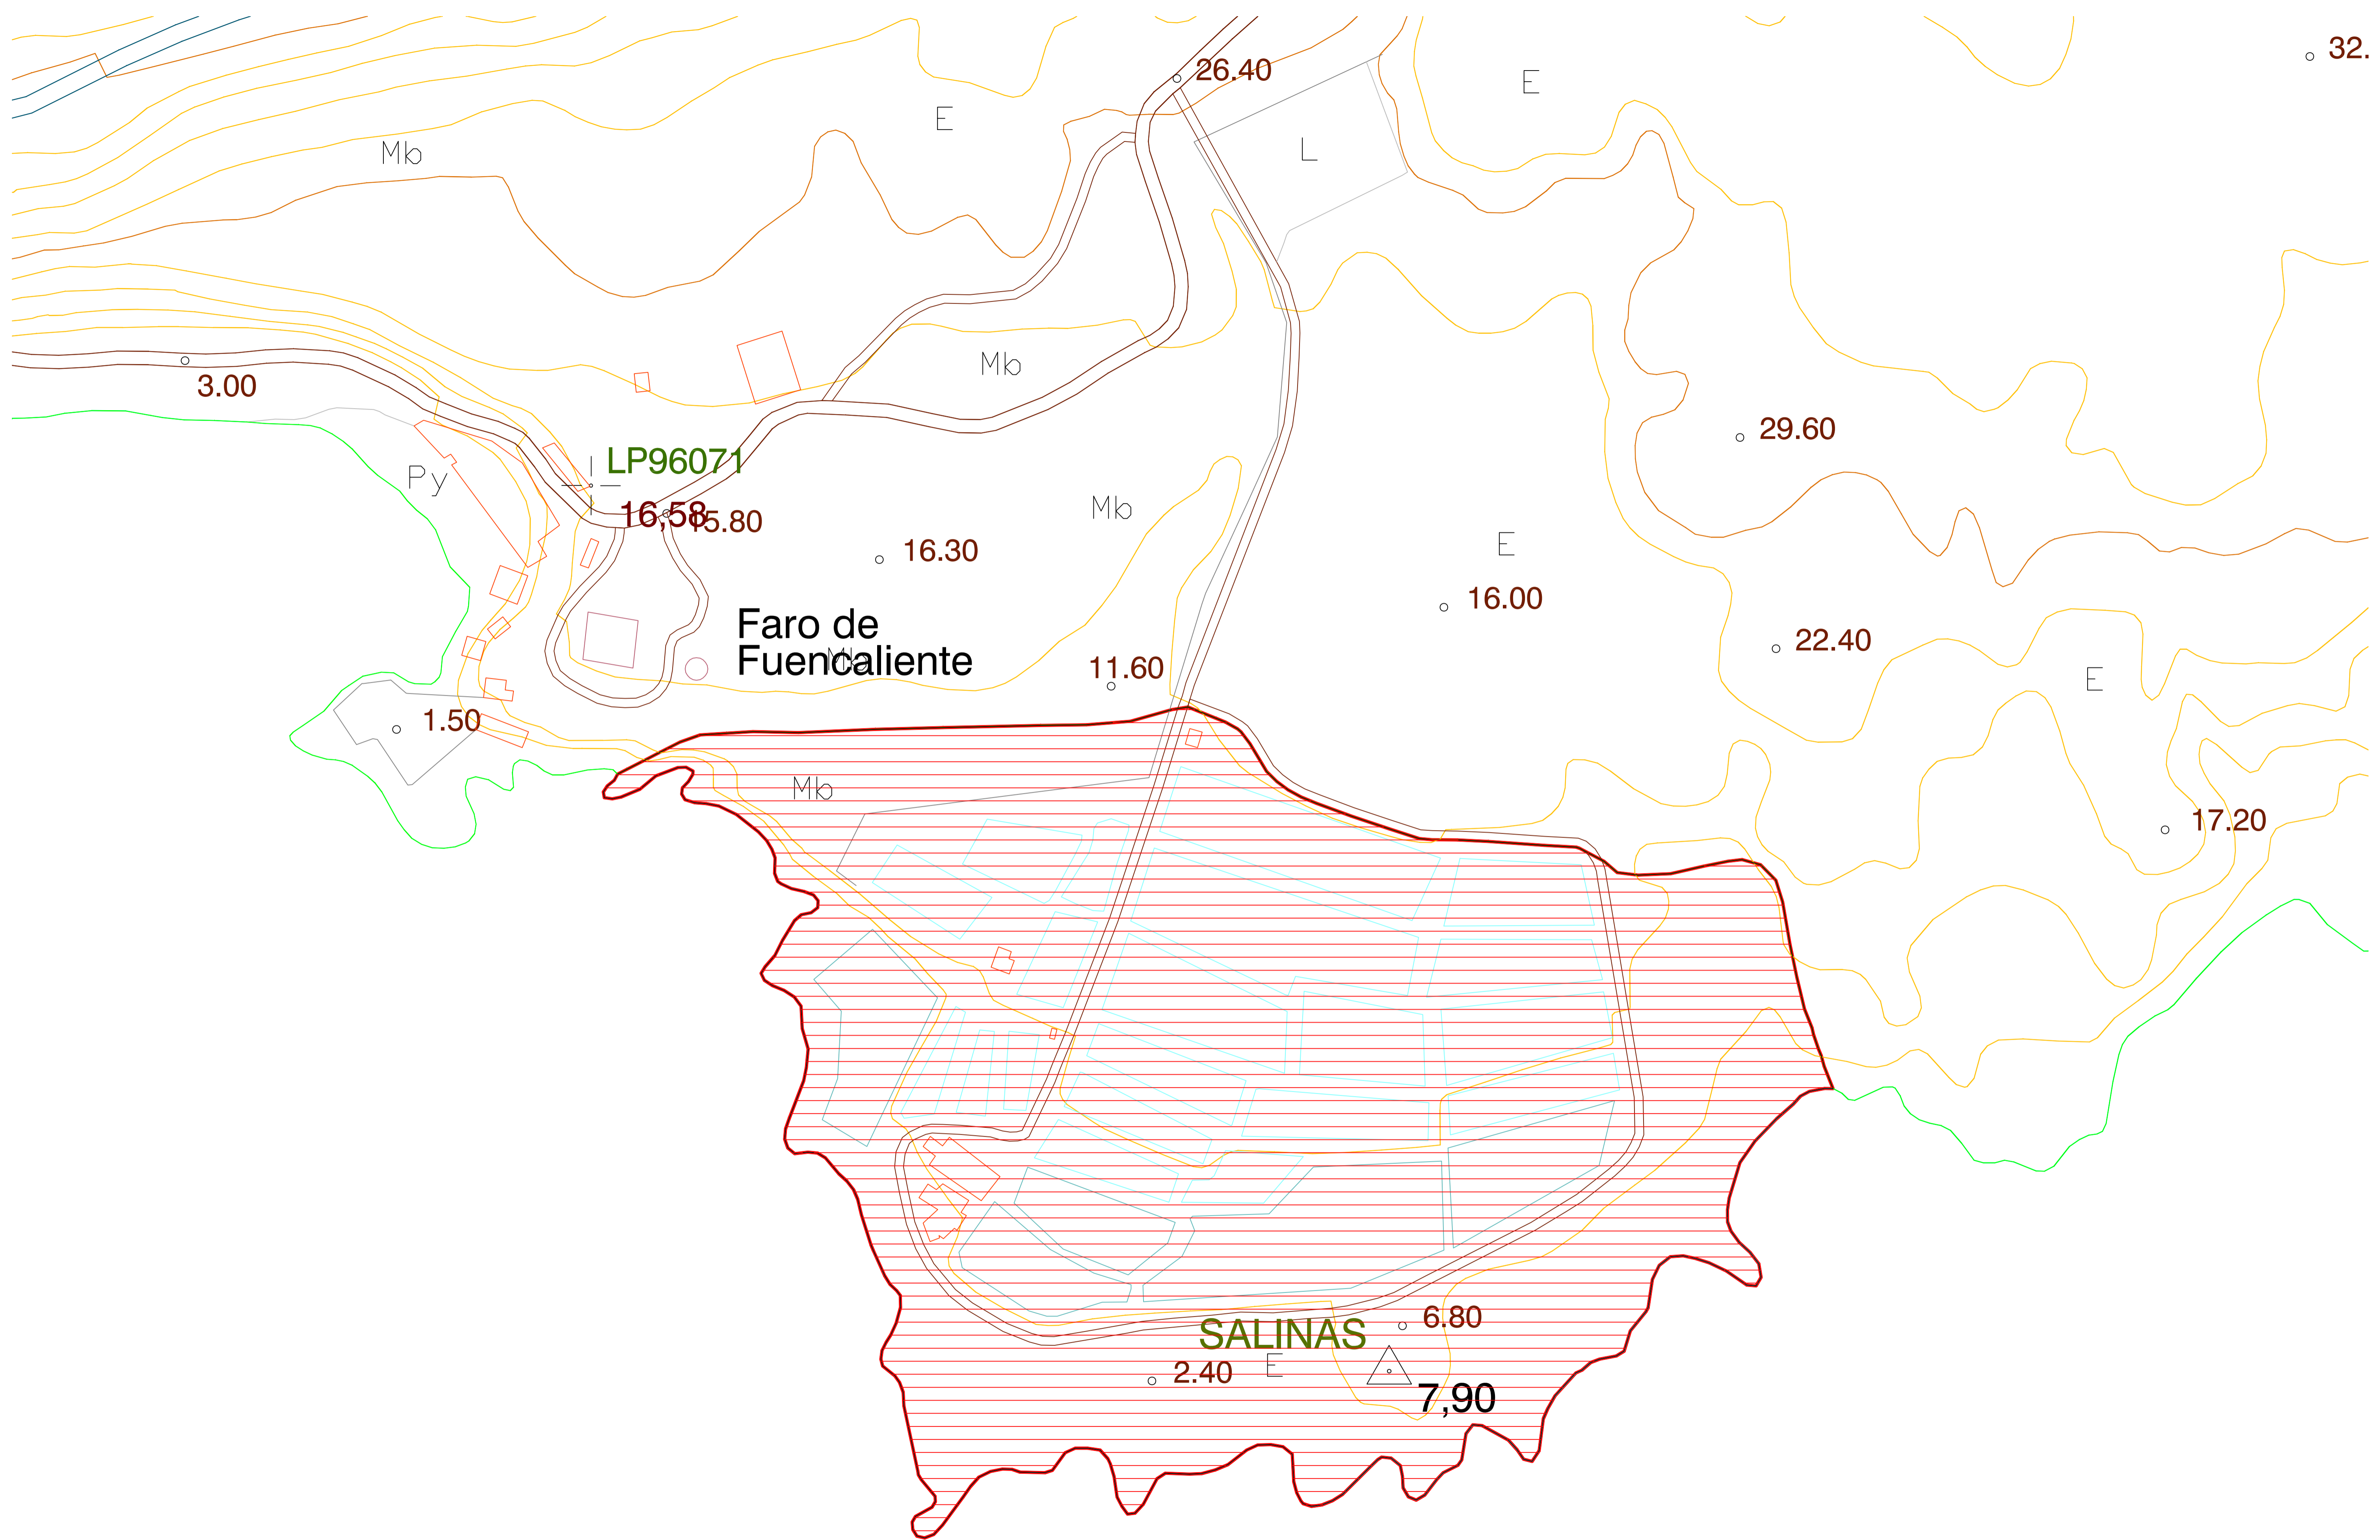 32.
26.40
E
E
Mb
L
Mb
3.00
29.60
LP96071
Py
Mb
16,58
15.80
16.30
E
16.00
Faro de
Fuencaliente
Mb
22.40
11.60
E
1.50
Mb
17.20
6.80
SALINAS
E
2.40
7,90